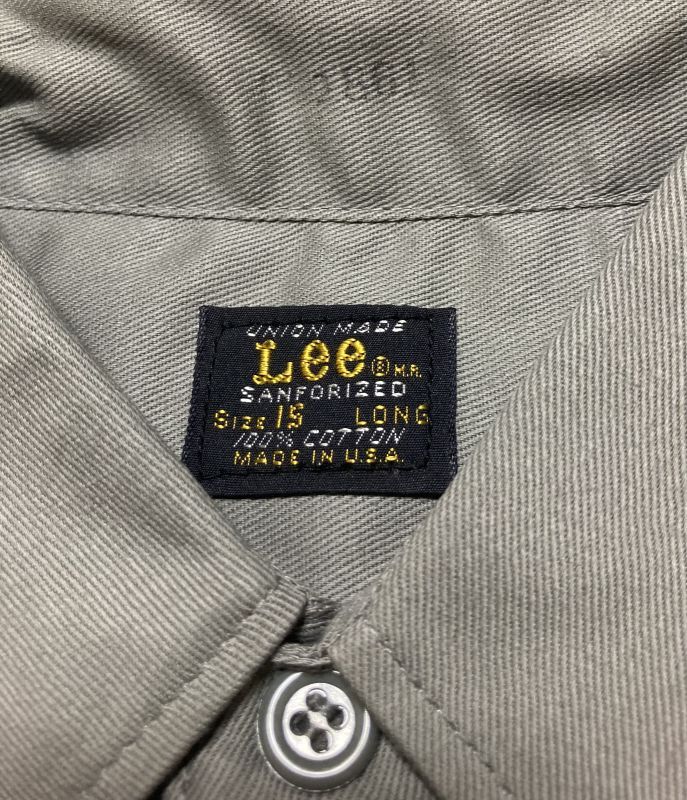 UNION MADE
Lee ® M.R.
SANFORIZED
SIZE 15 LONG
100% COTTON
MADE IN U.S.A.